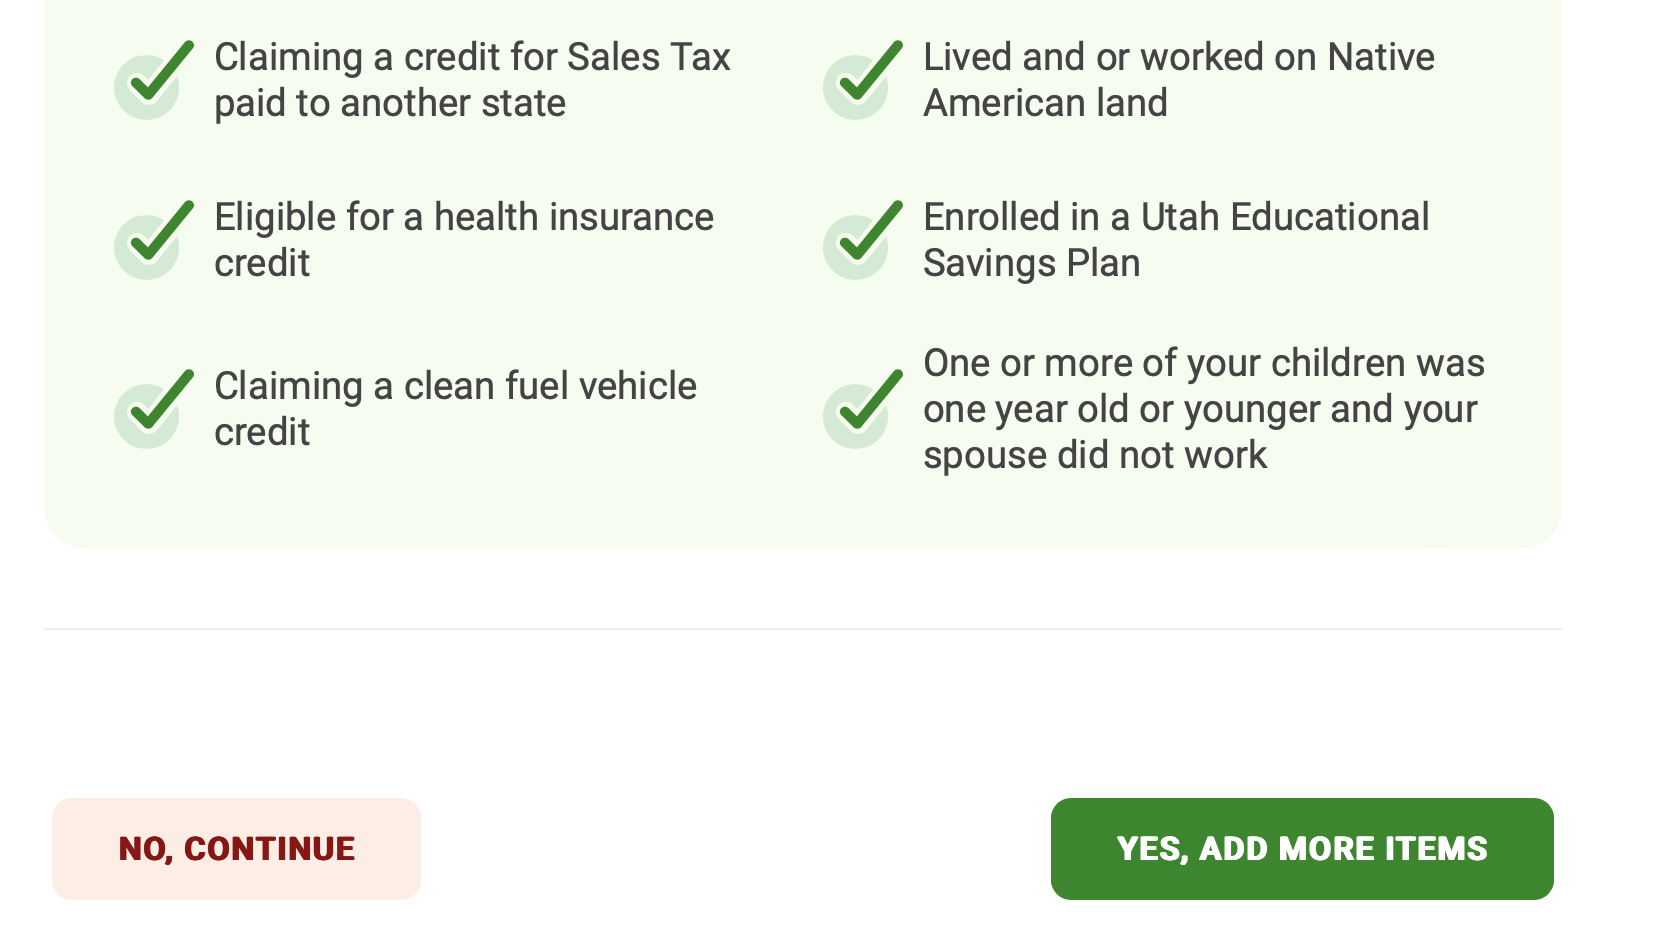 Claiming a credit for Sales Tax
paid to another state
Lived and or worked on Native
American land
Eligible for a health insurance
credit
Enrolled in a Utah Educational
Savings Plan
Claiming a clean fuel vehicle
credit
One or more of your children was
one year old or younger and your
spouse did not work
NO, CONTINUE
YES, ADD MORE ITEMS